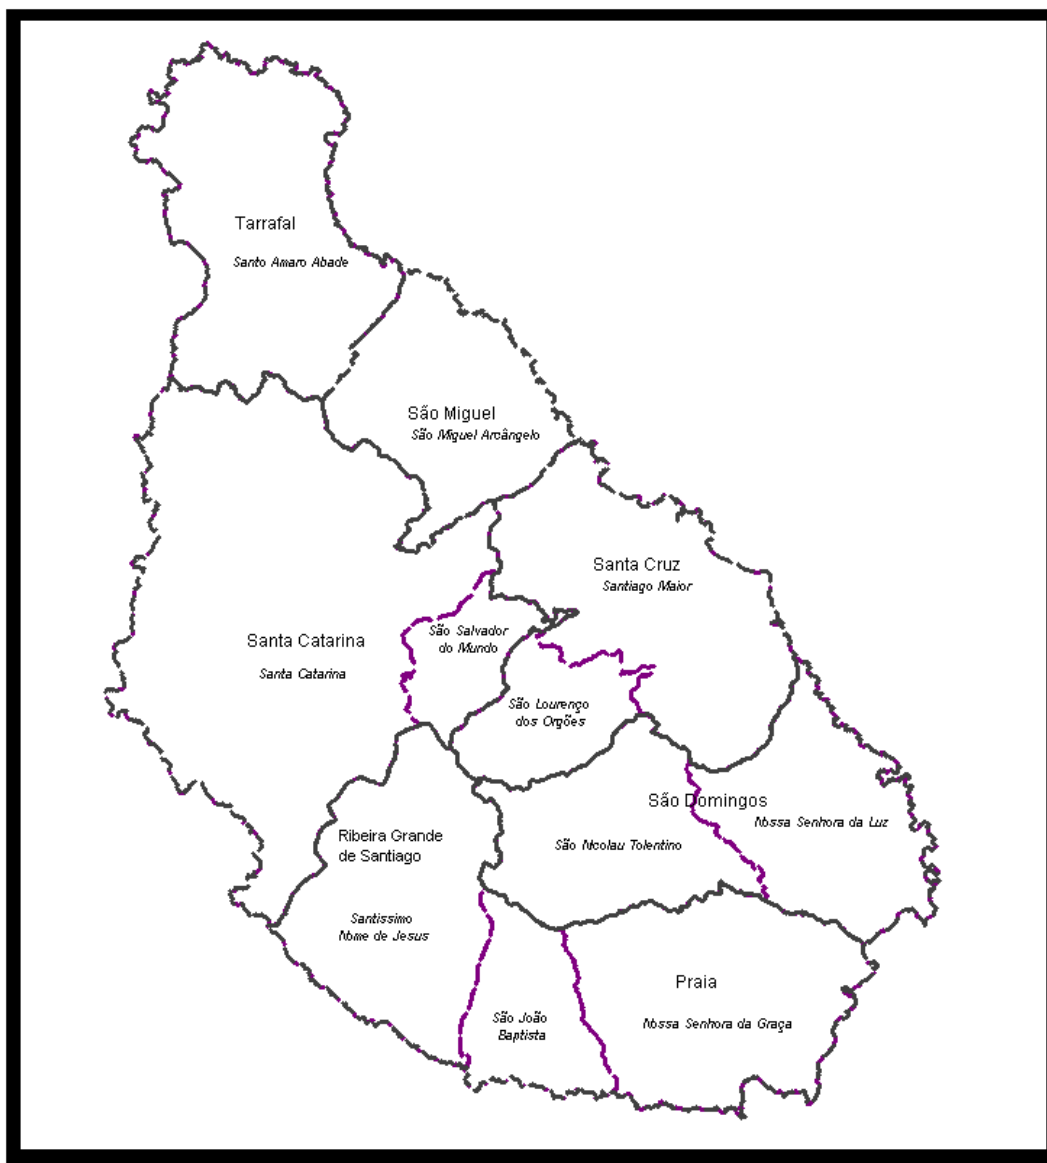 Tarrafal
Santo Amaro Abade
São Miguel
São Miguel Arcângelo
Santa Cruz
Santiago Maior
São Salvador
do Mundo
Santa Catarina
Santa Catarina
São Lourenço
dos Orgões
São Domingos
Nossa Senhora da Luz
São Nicolau Tolentino
Ribeira Grande
de Santiago
Santissimo
Nome de Jesus
Praia
São João
Baptista
Nossa Senhora da Graça